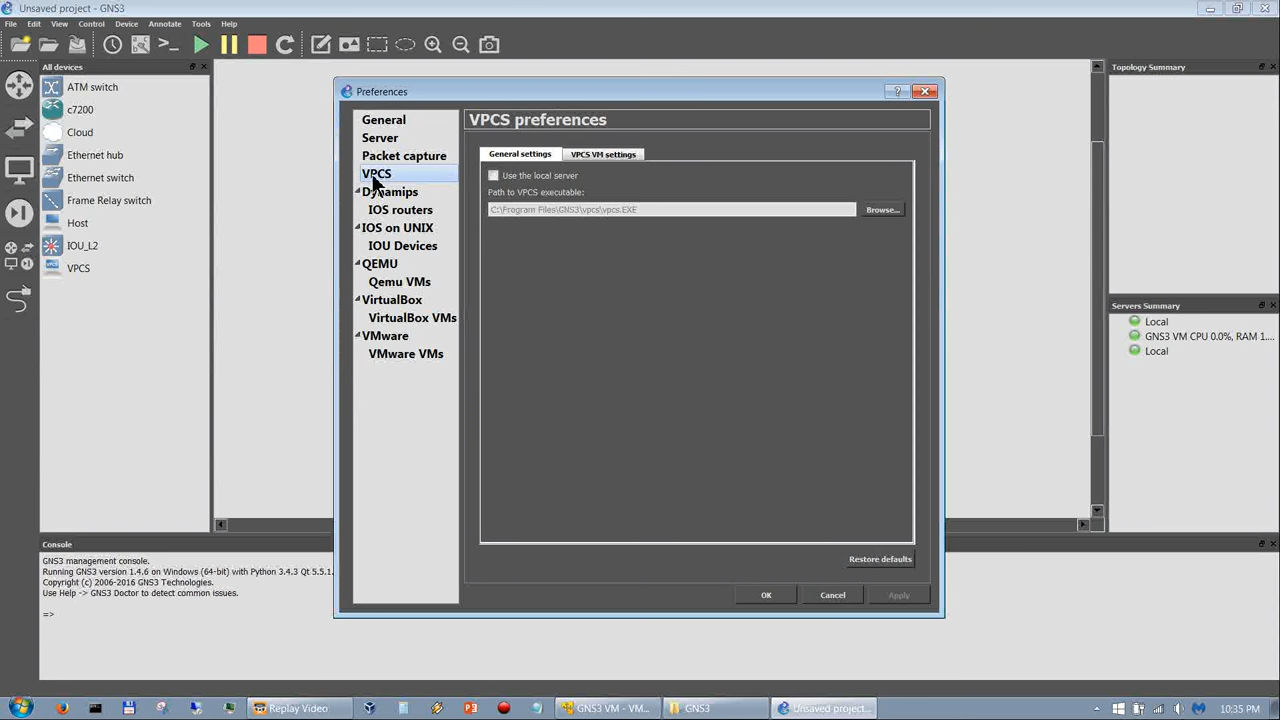 Unsaved project* — GNS3
File Edit View Control Device Annotate Tools Help
All devices
ATM switch
c7200
Cloud
Ethernet hub
Ethernet switch
Frame Relay switch
Host
IOU_L2
VPCS
Preferences
General
Server
Packet capture
VPCS
Dynamips
IOS routers
IOS on UNIX
IOU Devices
QEMU
Qemu VMs
VirtualBox
VirtualBox VMs
VMware
VMware VMs
VPCS preferences
General settings
VPCS VM settings
Use the local server
Path to VPCS executable:
C:\Program Files\GNS3\vpcs\vpcs.EXE
Browse...
Restore defaults
OK
Cancel
Apply
Topology Summary
Servers Summary
Local
GNS3 VM CPU 0.0%, RAM 1....
Local
Console
GNS3 management console.
Running GNS3 version 1.4.6 on Windows (64-bit) with Python 3.4.3 Qt 5.5.1.
Copyright (c) 2006-2016 GNS3 Technologies.
Use Help -> GNS3 Doctor to detect common issues.
=>
Replay Video
GNS3 VM - VM...
GNS3
Unsaved project...
10:35 PM